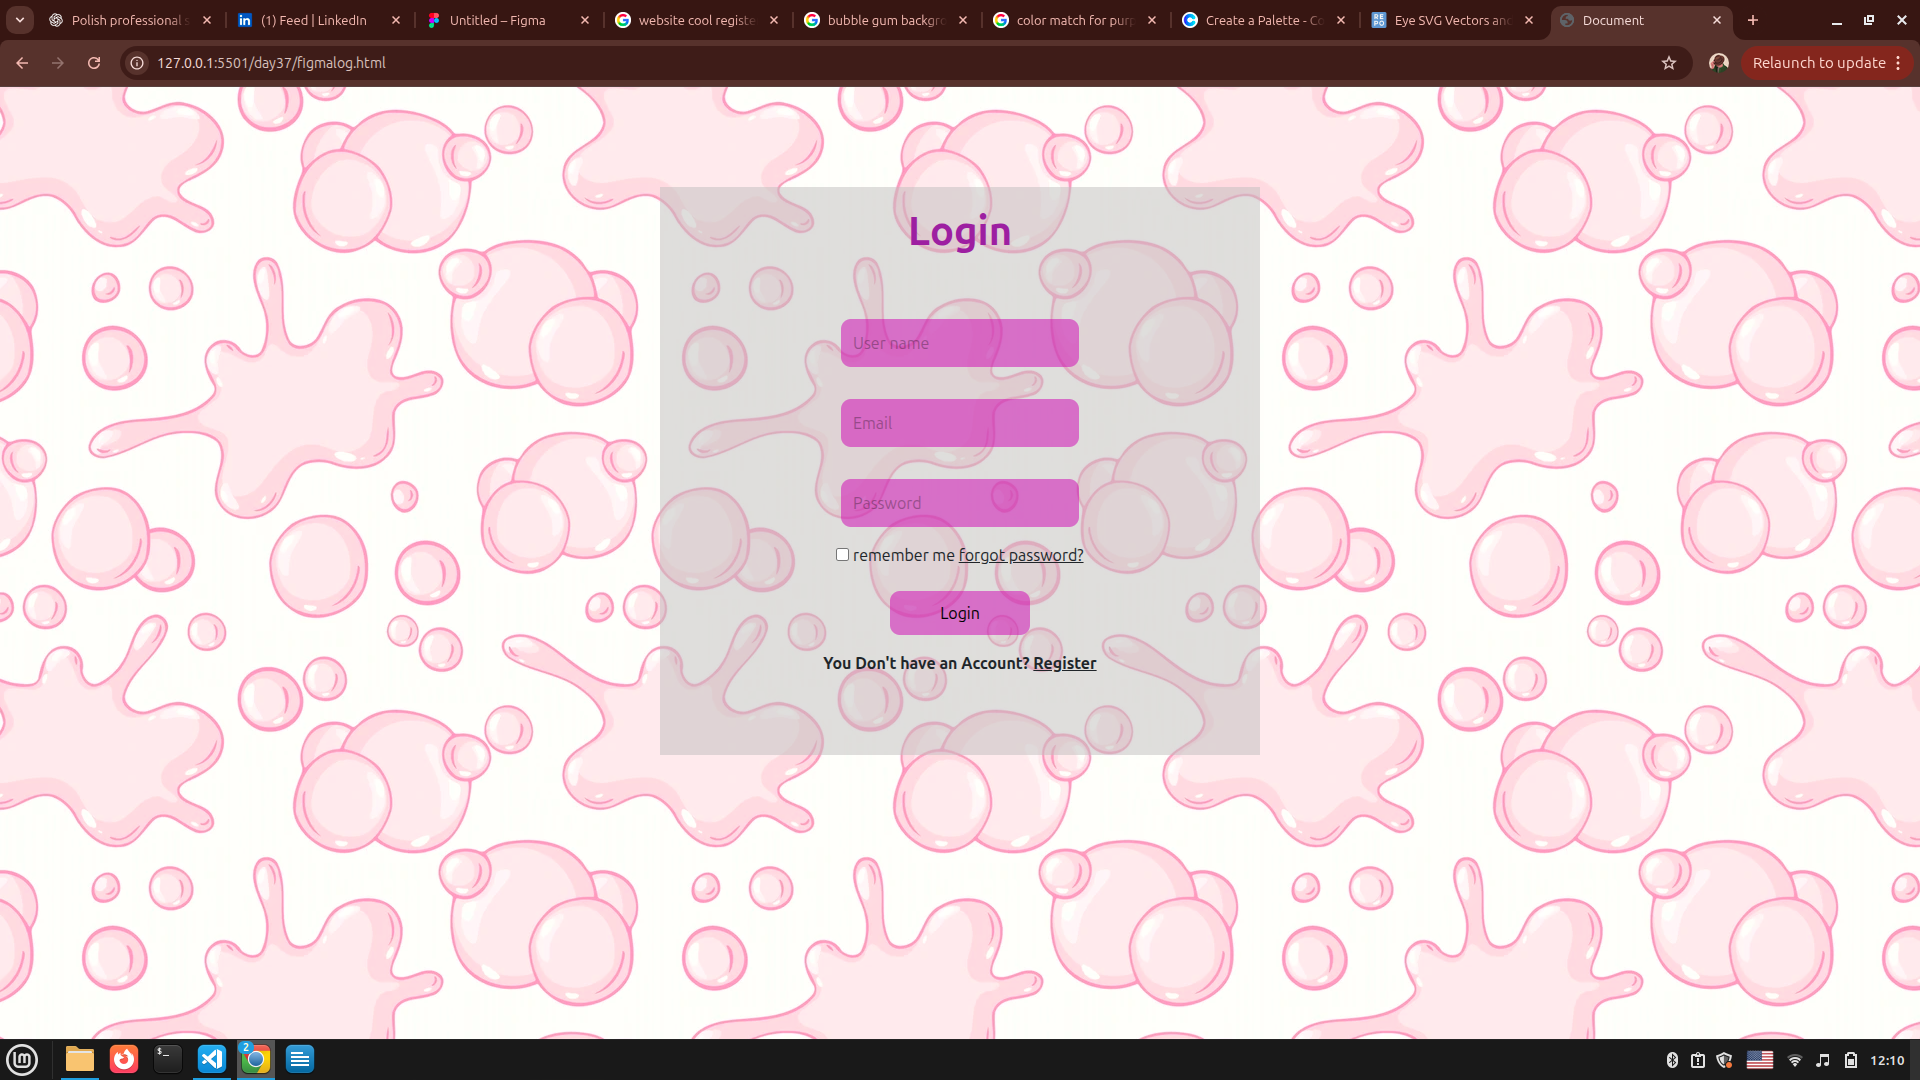 Polish professional s
(1) Feed | LinkedIn
Untitled – Figma
website cool registe
bubble gum backgro
color match for purp
Create a Palette - Co
Eye SVG Vectors and
Document
127.0.0.1:5501/day37/figmalog.html
Relaunch to update
Login
User name
Email
Password
remember me forgot password?
Login
You Don't have an Account? Register
2
12:10